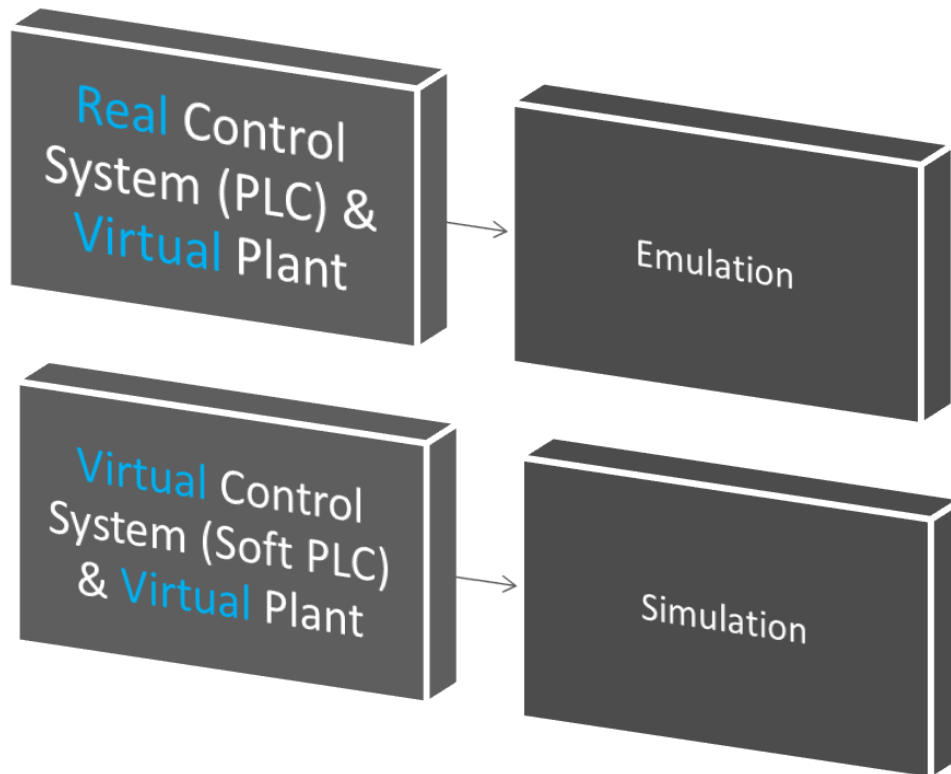 Real Control
System (PLC) &
Virtual Plant
Emulation
Virtual Control
System (Soft PLC)
& Virtual Plant
Simulation